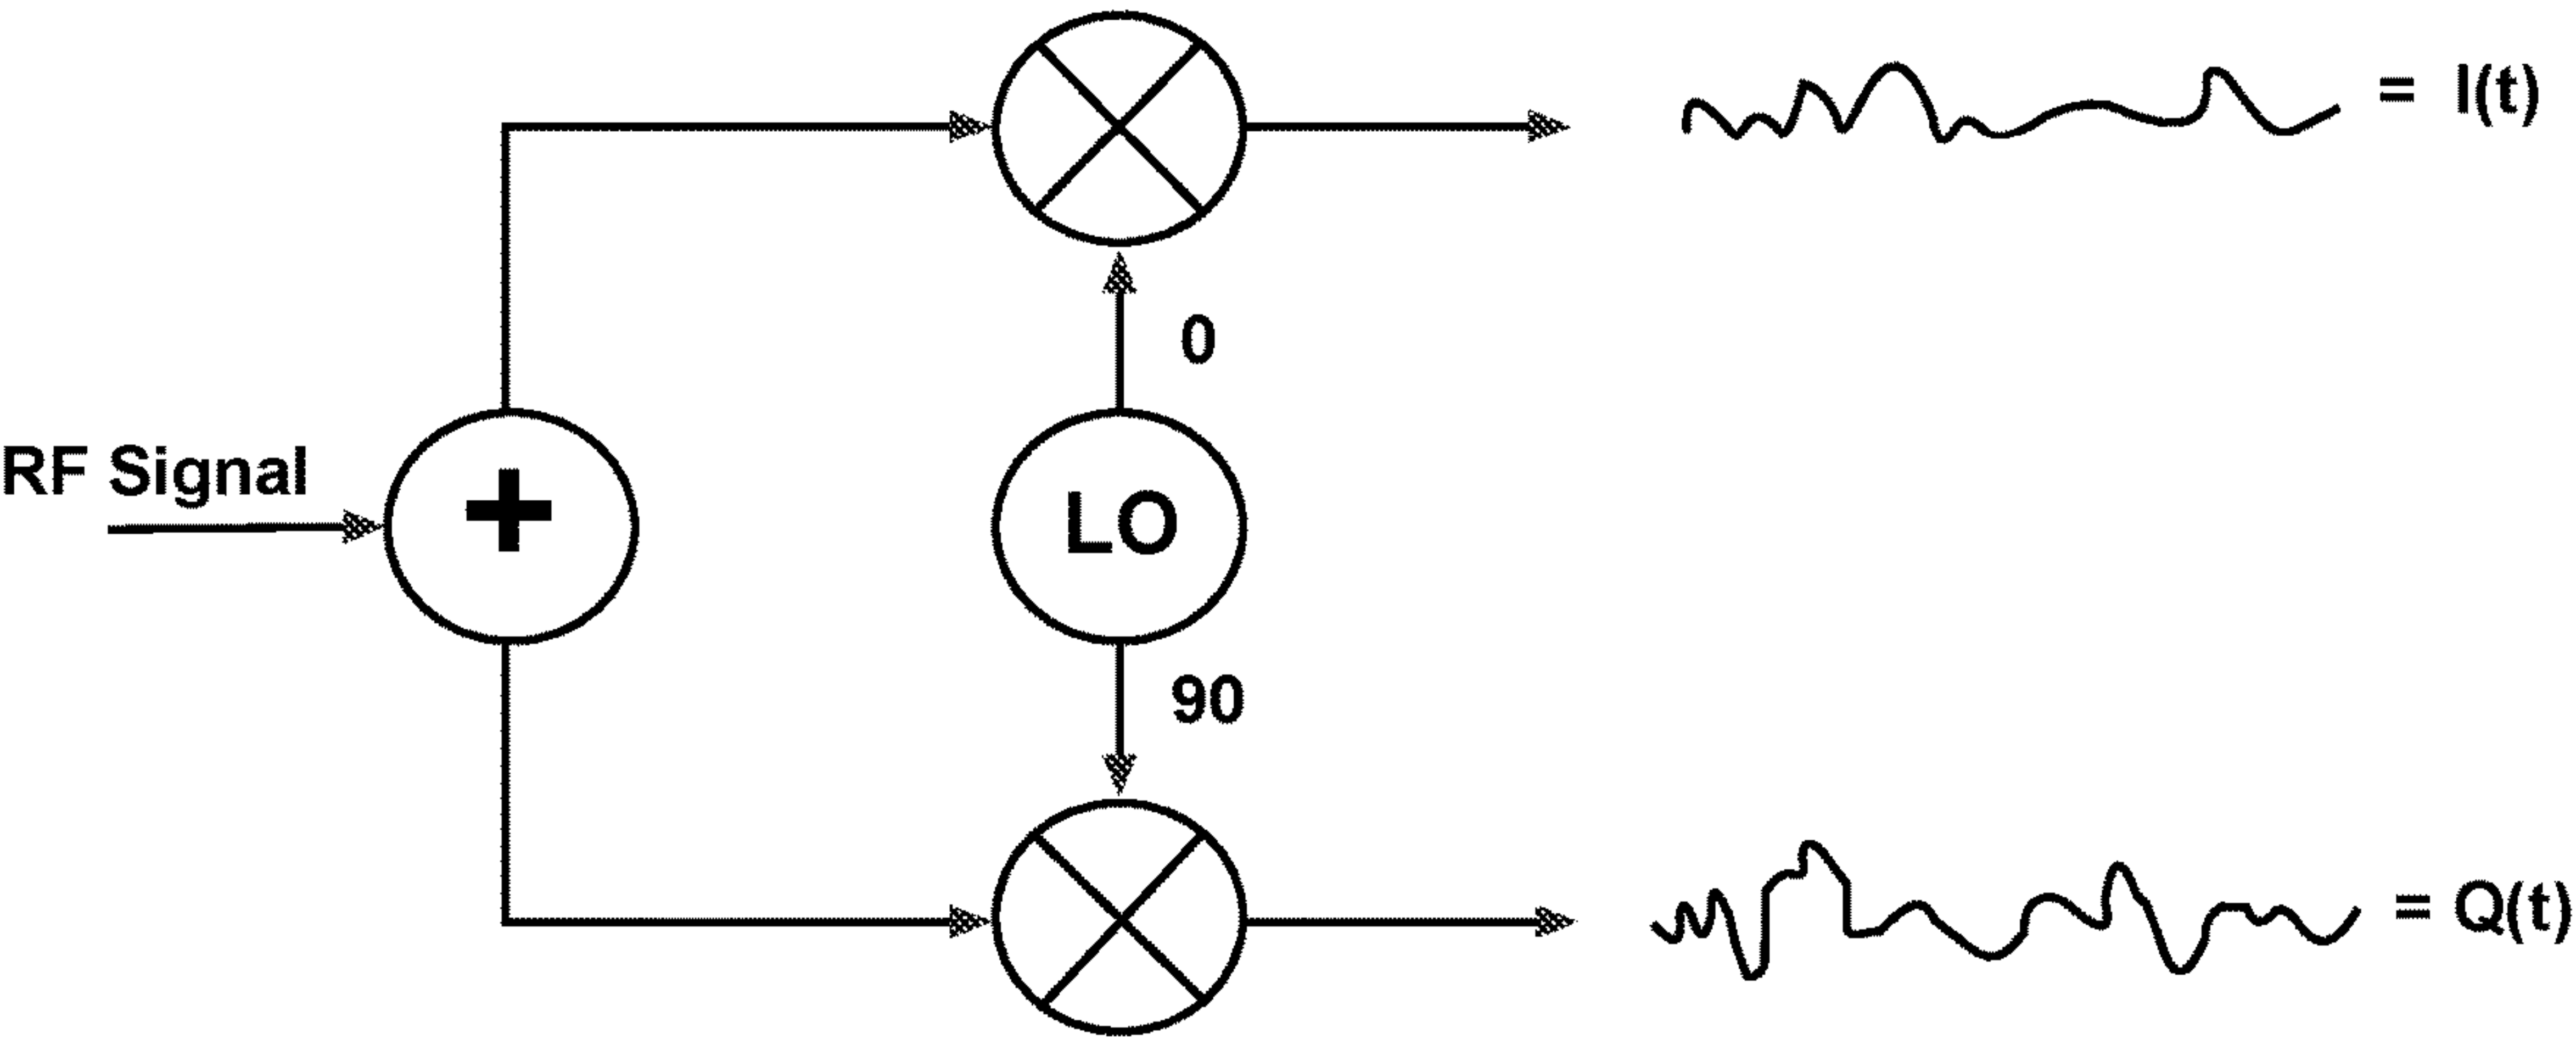 = I(t)
0
RF Signal
+
LO
90
= Q(t)